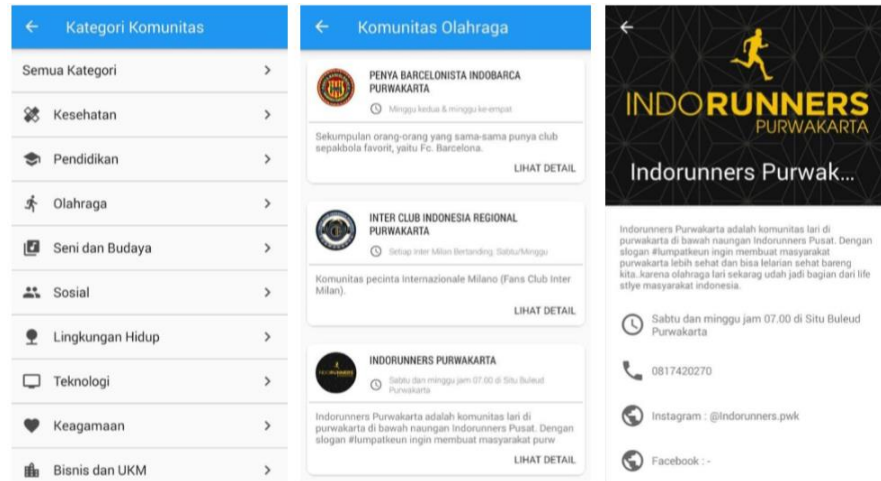 Kategori Komunitas
Semua Kategori
Kesehatan
Pendidikan
Olahraga
Seni dan Budaya
Sosial
Lingkungan Hidup
Teknologi
Keagamaan
Bisnis dan UKM
Komunitas Olahraga
PENYA BARCELONISTA INDOBARCA
PURWAKARTA
Minggu kedua & minggu ke-empat
Sekumpulan orang-orang yang sama-sama punya club
sepakbola favorit, yaitu Fc. Barcelona.
LIHAT DETAIL
INTER CLUB INDONESIA REGIONAL
PURWAKARTA
Setiap Inter Milan Bertanding. Sabtu/Minggu
Komunitas pecinta Internazionale Milano (Fans Club Inter
Milan).
LIHAT DETAIL
INDORUNNERS PURWAKARTA
Sabtu dan minggu jam 07.00 di Situ Buleud
Purwakarta
Indorunners Purwakarta adalah komunitas lari di
purwakarta di bawah naungan Indorunners Pusat. Dengan
slogan #lumpatkeun ingin membuat masyarakat purw
LIHAT DETAIL
INDORUNNERS
PURWAKARTA
Indorunners Purwak...
Indorunners Purwakarta adalah komunitas lari di
purwakarta di bawah naungan Indorunners Pusat. Dengan
slogan #lumpatkeun ingin membuat masyarakat
purwakarta lebih sehat dan bisa lelarian sehat bareng
kita..karena olahraga lari sekarag udah jadi bagian dari life
stlye masyarakat indonesia.
Sabtu dan minggu jam 07.00 di Situ Buleud
Purwakarta
0817420270
Instagram : @Indorunners.pwk
Facebook : -